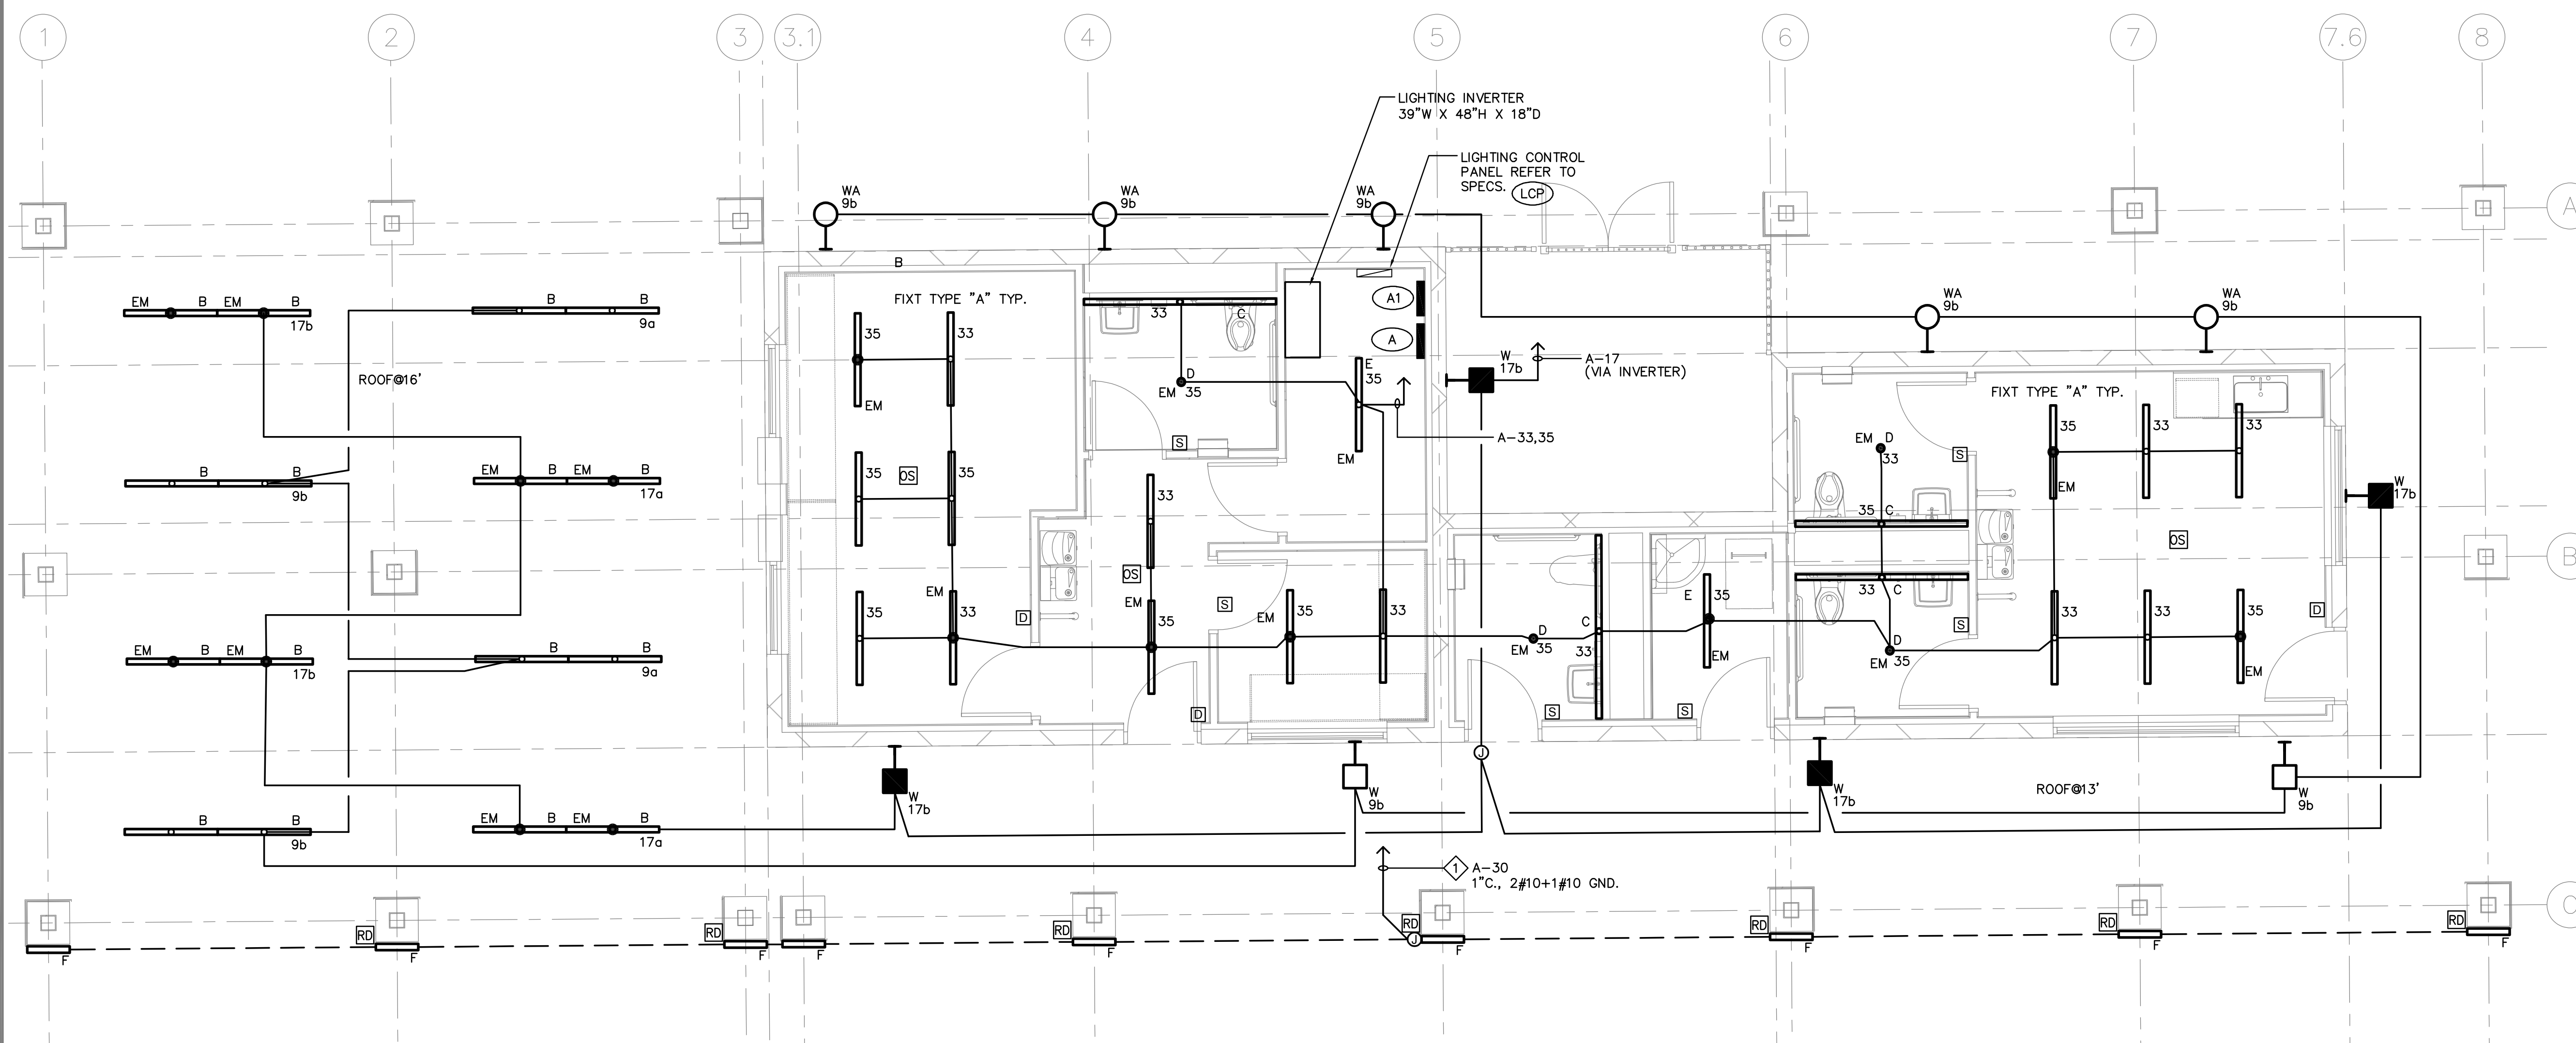 1
2
3
3.1
4
5
6
7
7.6
8
LIGHTING INVERTER
39"W X 48"H X 18"D
LIGHTING CONTROL
PANEL REFER TO
SPECS.
LCP
WA
9b
WA
9b
WA
9b
A
B
FIXT TYPE "A" TYP.
EM B EM B
17b
B B
9a
ROOF@16'
35
33
EM
33
C
D
EM 35
A1
A
E
35
EM
W
17b
A-17
(VIA INVERTER)
A-33,35
WA
9b
WA
9b
FIXT TYPE "A" TYP.
35
33
33
EM
EM D
33
S
S
B B
9b
EM B EM B
17a
35
OS
35
33
OS
W
17b
35 C
OS
B
33 C
S
EM B EM B
17b
B B
9a
35
EM
33
D
EM
35
S
EM
35
33
D
EM 35
C
33
E
35
EM
D
EM 35
S
33
33
35
EM
D
D
S
S
B B
9b
EM B EM B
17a
W
17b
W
9b
J
W
17b
ROOF@13'
W
9b
1
A-30
1"C., 2#10+1#10 GND.
C
F
RD
F
RD
F
F
RD
F
RD
J
F
RD
F
RD
F
RD
F